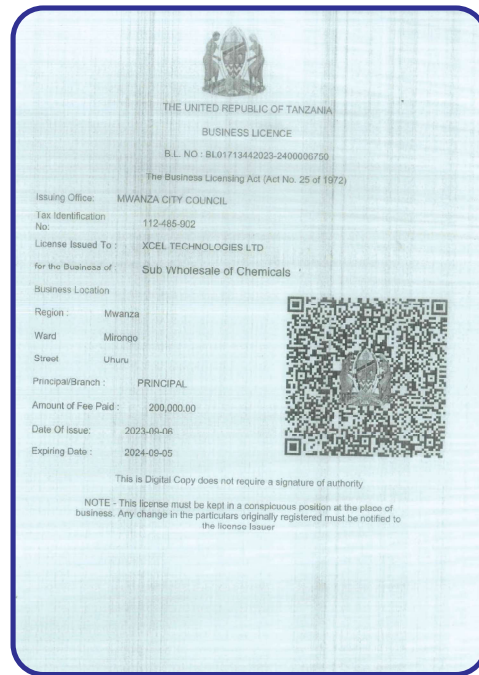 THE UNITED REPUBLIC OF TANZANIA
BUSINESS LICENCE
B.L. NO : BL01713442023-2400006750
The Business Licensing Act (Act No. 25 of 1972)
Issuing Office: MWANZA CITY COUNCIL
Tax Identification No: 112-485-902
License Issued To : XCEL TECHNOLOGIES LTD
for the Business of : Sub Wholesale of Chemicals
Business Location
Region : Mwanza
Ward Mirongo
Street Uhuru
Principal/Branch : PRINCIPAL
Amount of Fee Paid : 200,000.00
Date Of issue: 2023-09-06
Expiring Date : 2024-09-05
This is Digital Copy does not require a signature of authority
NOTE - This license must be kept in a conspicuous position at the place of
business. Any change in the particulars originally registered must be notified to
the license Issuer